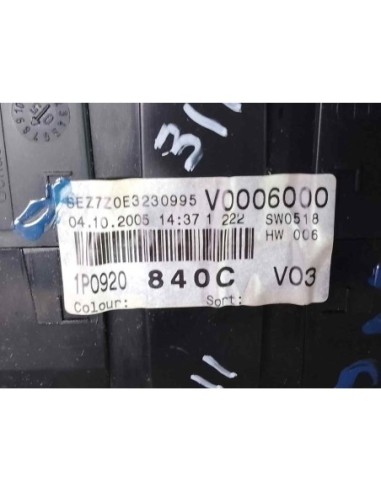 SEZ7Z0E3230995 V0006000
04.10.2005 14:37 1 222 SW0518
HW 006
1P0920 840C V03
Colour: Sort: